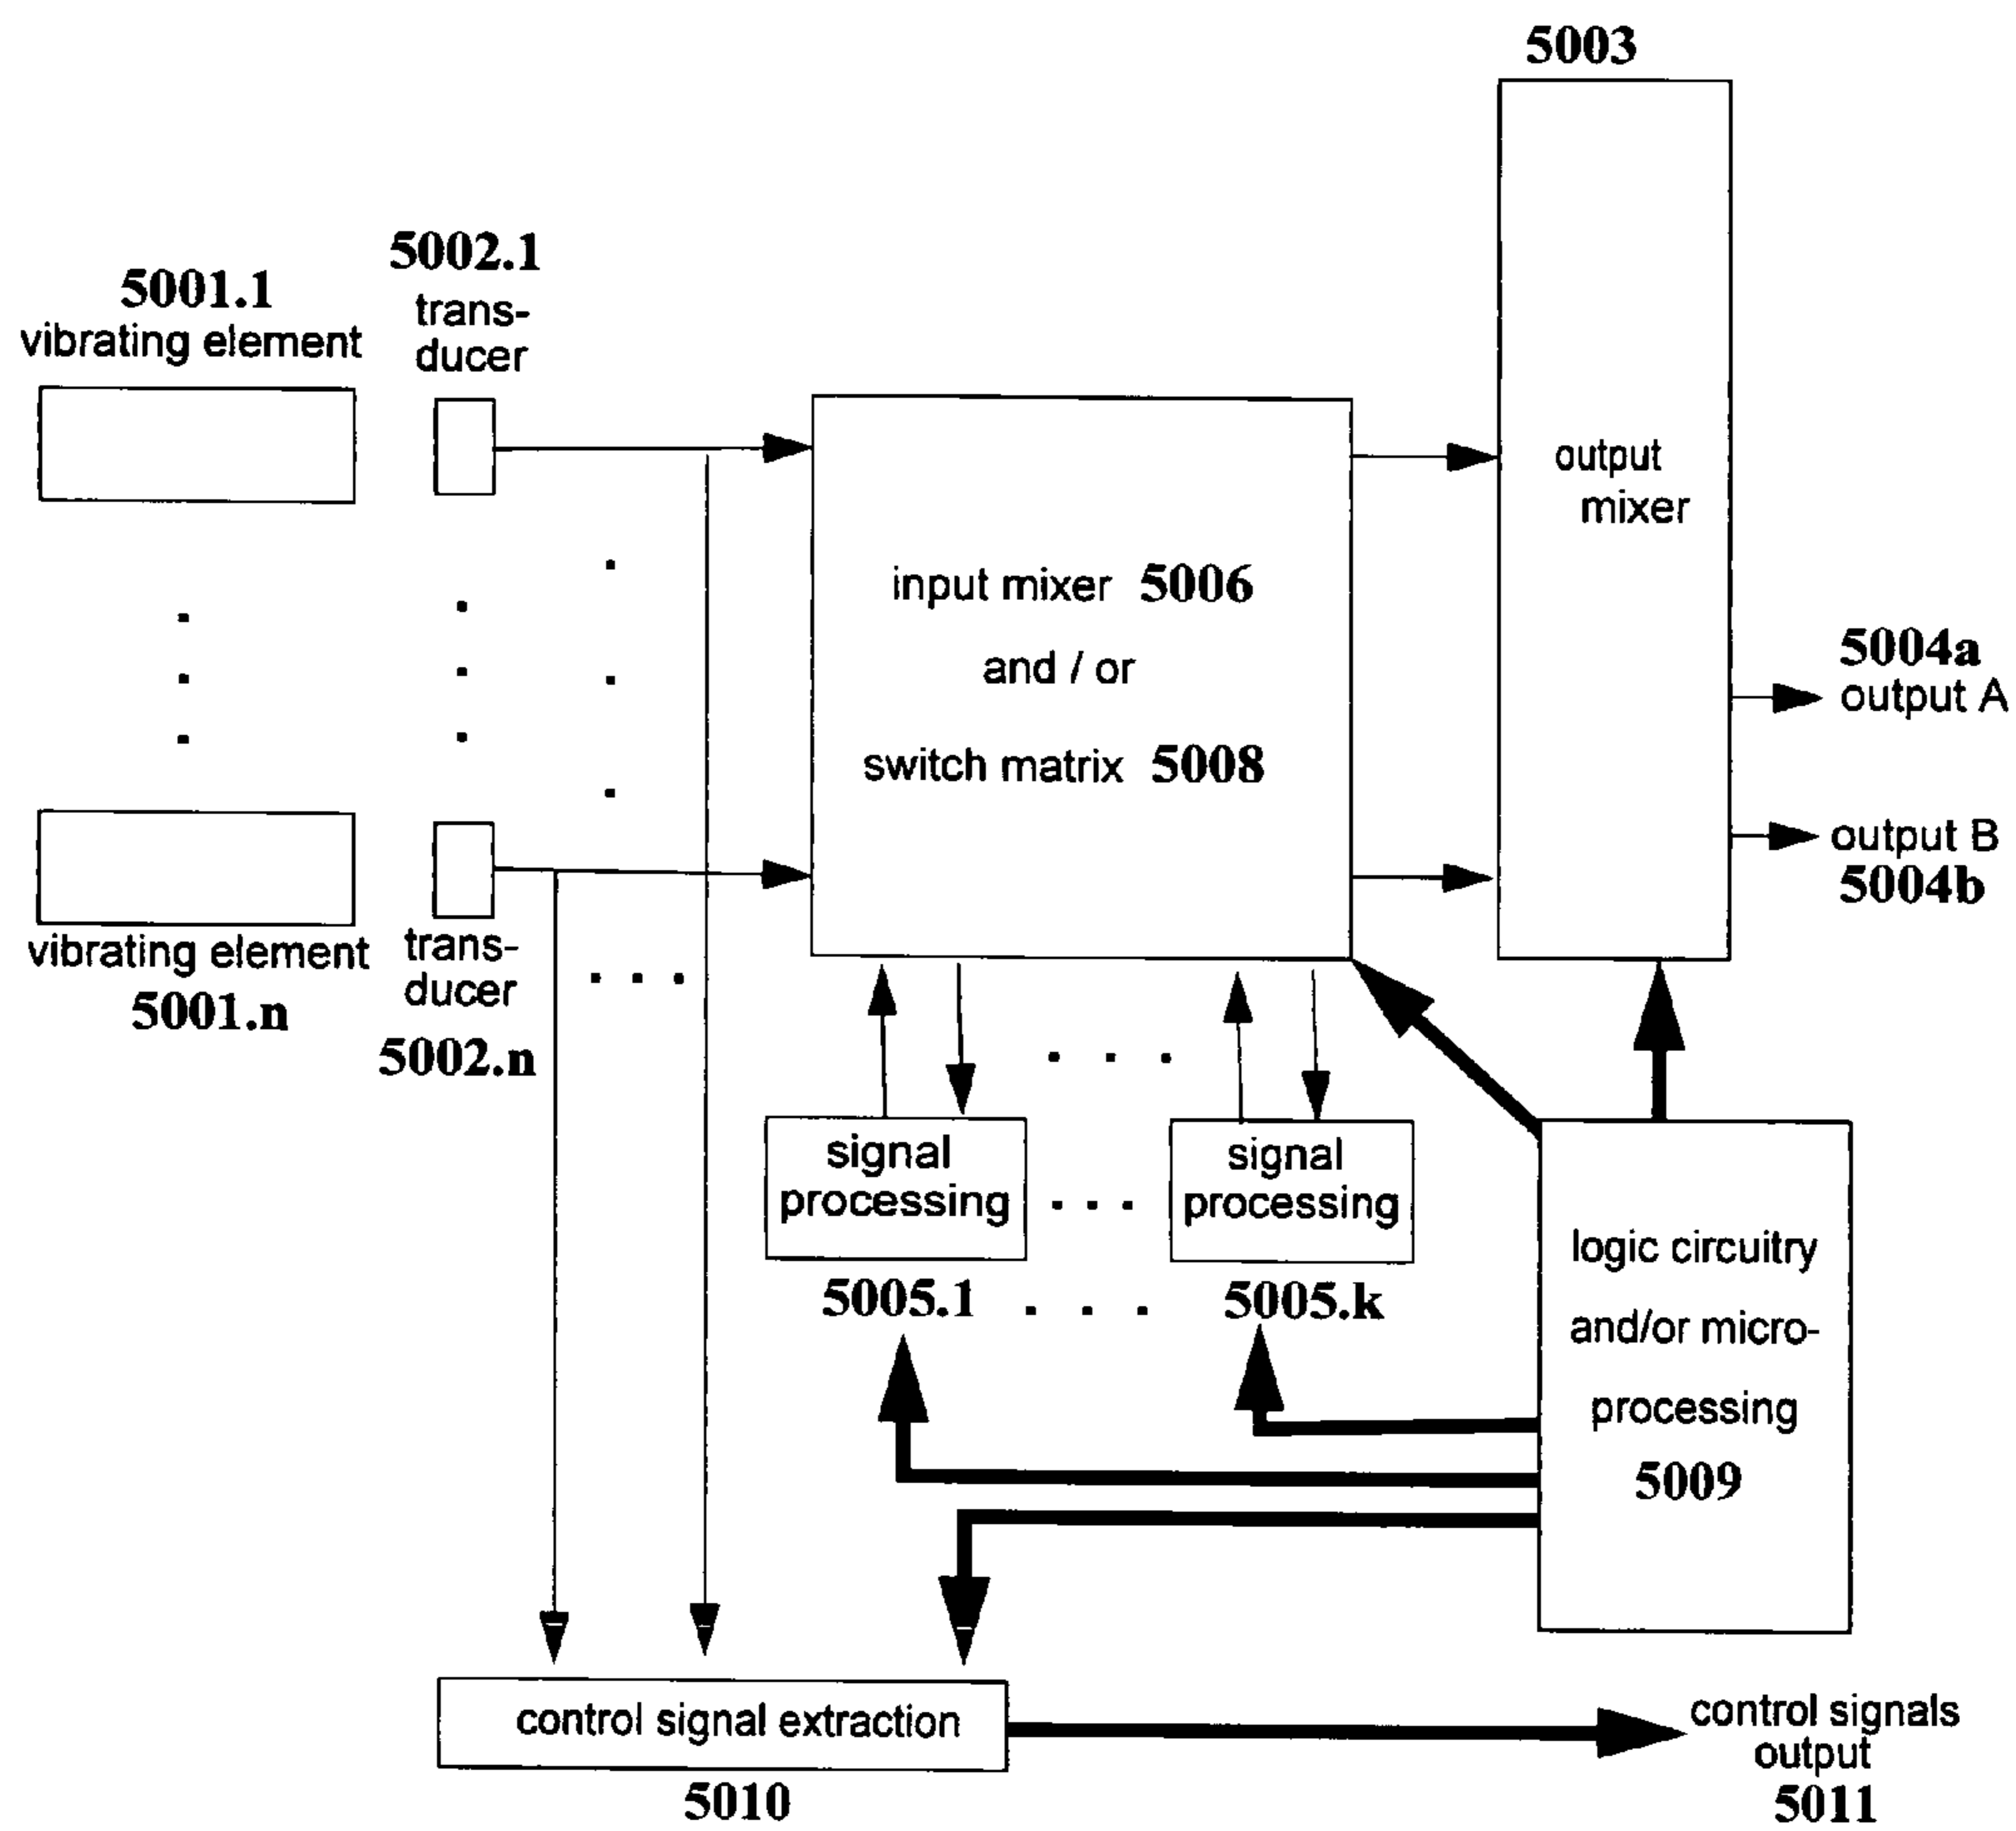 5003
5002.1
trans-
ducer
5001.1
vibrating element
output
mixer
input mixer 5006
and / or
switch matrix 5008
5004a
output A
output B
5004b
vibrating element
5001.n
trans-
ducer
5002.n
signal
processing
5005.1
signal
processing
5005.k
logic circuitry
and/or micro-
processing
5009
control signal extraction
5010
control signals
output
5011